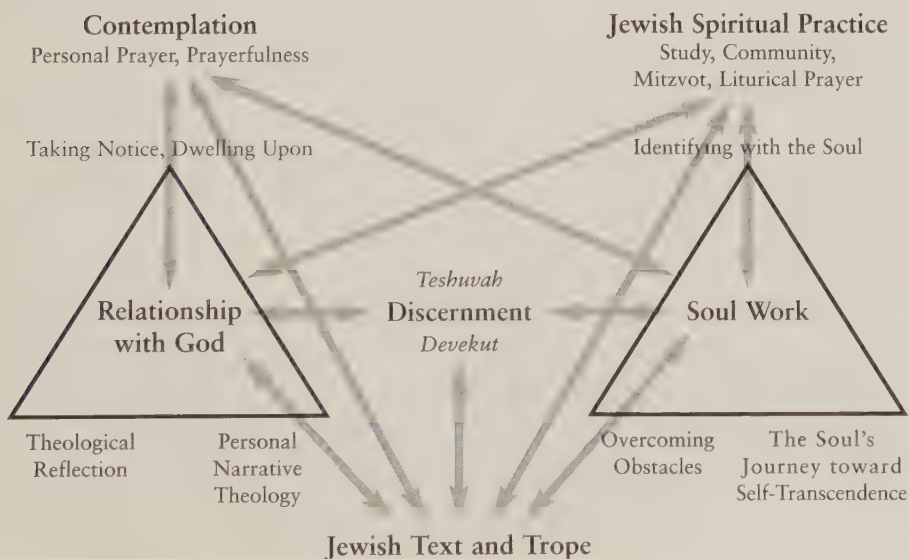 Contemplation
Personal Prayer, Prayerfulness
Jewish Spiritual Practice
Study, Community,
Mitzvot, Liturical Prayer
Taking Notice, Dwelling Upon
Identifying with the Soul
Relationship
with God
Teshuvah
Discernment
Devekut
Soul Work
Theological
Reflection
Personal
Narrative
Theology
Overcoming
Obstacles
The Soul's
Journey toward
Self-Transcendence
Jewish Text and Trope